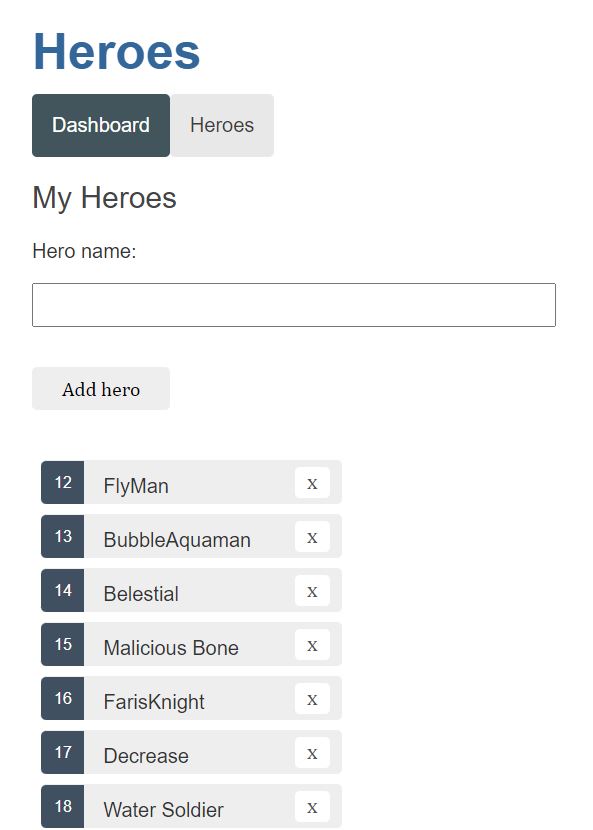 Heroes
Dashboard Heroes
My Heroes
Hero name:
Add hero
12 FlyMan x
13 BubbleAquaman x
14 Belestial x
15 Malicious Bone x
16 FarisKnight x
17 Decrease x
18 Water Soldier x